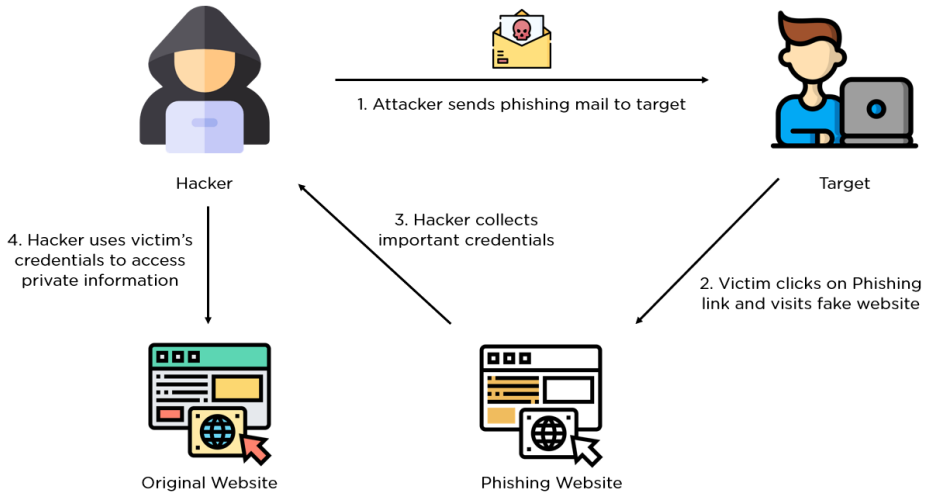 1. Attacker sends phishing mail to target
Hacker
Target
3. Hacker collects
important credentials
4. Hacker uses victim's
credentials to access
private information
2. Victim clicks on Phishing
link and visits fake website
Original Website
Phishing Website